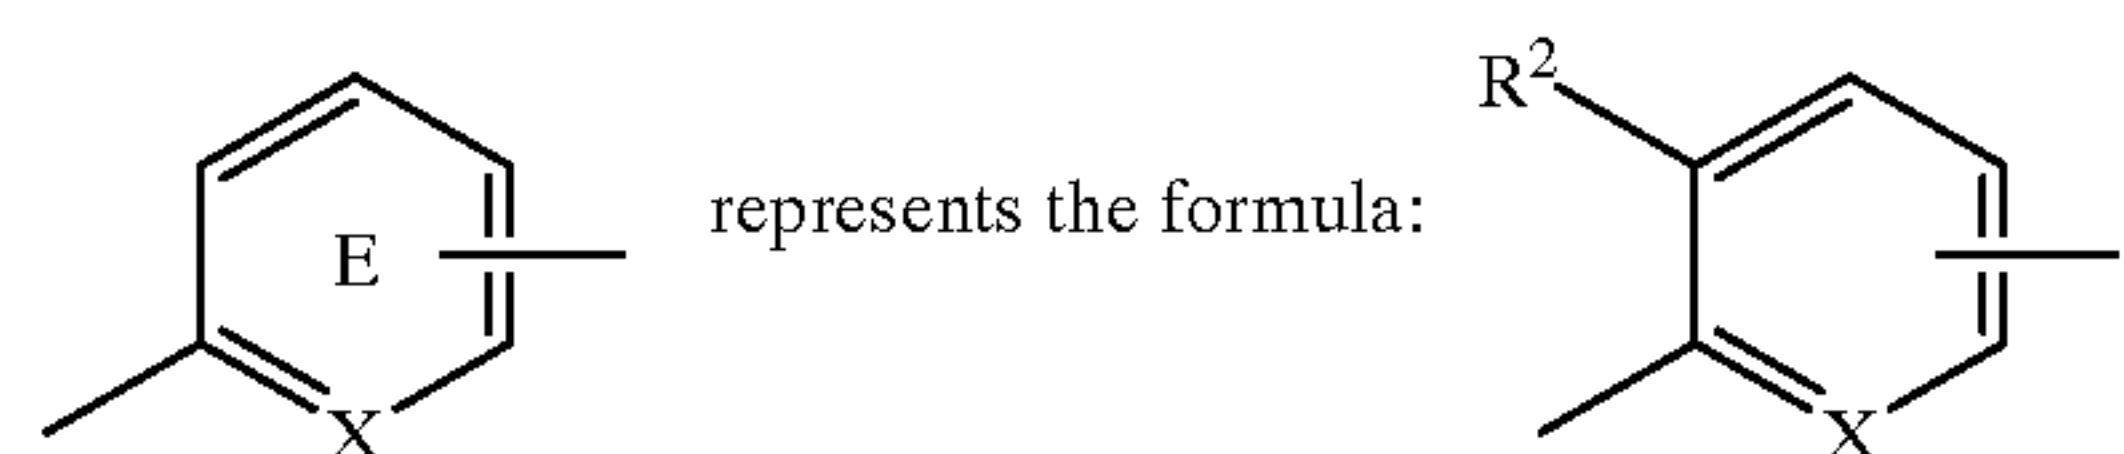 R²
E represents the formula:
X X